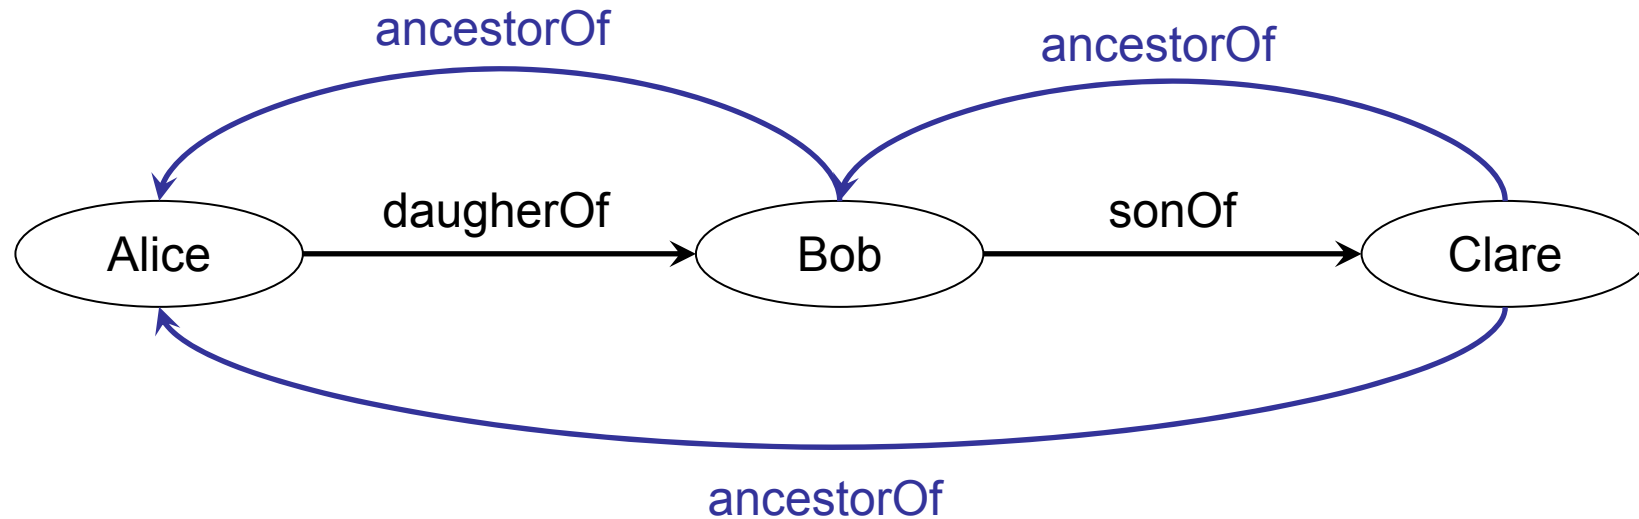 ancestorOf
ancestorOf
daugherOf
sonOf
Alice
Bob
Clare
ancestorOf